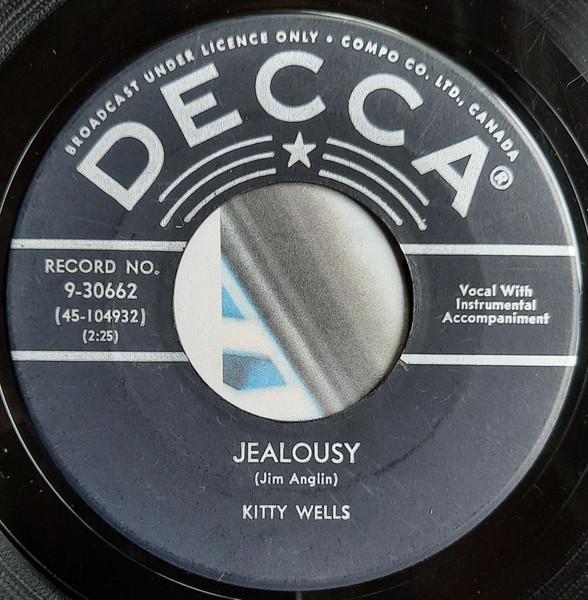 BROADCAST UNDER LICENCE ONLY • COMPO CO. LTD., CANADA
DECCA®
RECORD NO.
9-30662
(45-104932)
(2:25)
Vocal With
Instrumental
Accompaniment
JEALOUSY
(Jim Anglin)
KITTY WELLS